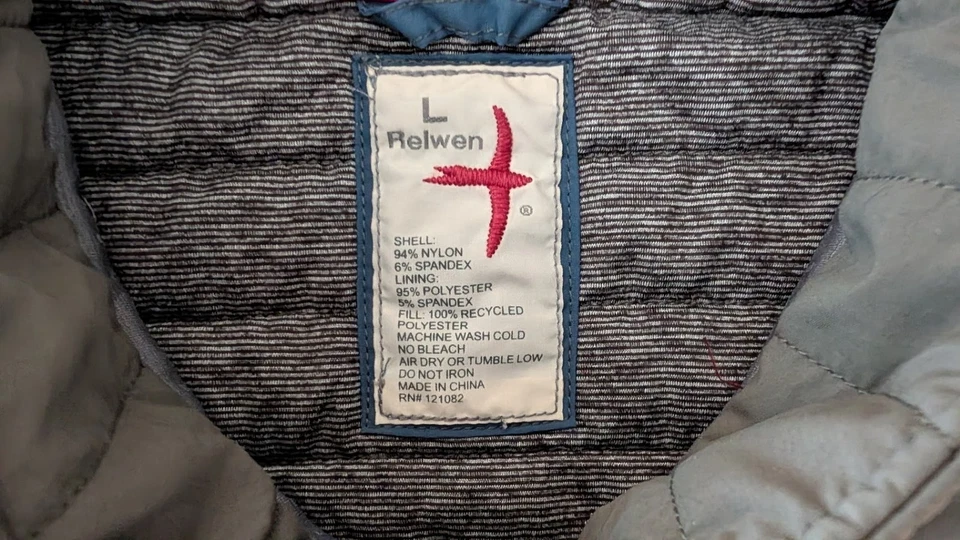 L
Relwen
®
SHELL:
94% NYLON
6% SPANDEX
LINING:
95% POLYESTER
5% SPANDEX
FILL: 100% RECYCLED
POLYESTER
MACHINE WASH COLD
NO BLEACH
AIR DRY OR TUMBLE LOW
DO NOT IRON
MADE IN CHINA
RN# 121082